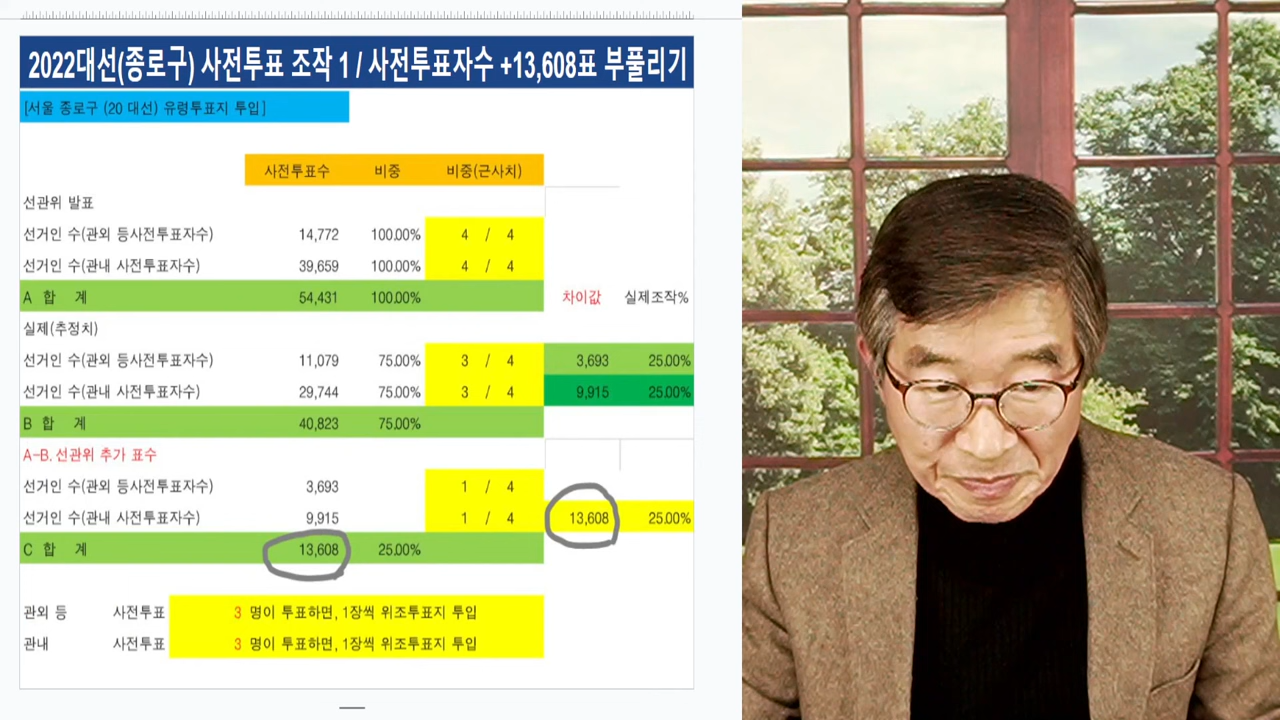 2022대선(종로구) 사전투표 조작 1 / 사전투표자수 +13,608표 부풀리기
[서울 종로구 (20 대선) 유령투표지 투입]
사전투표수 비중 비중(근사치)
선관위 발표
선거인 수(관외 등사전투표자수) 14,772 100.00% 4 / 4
선거인 수(관내 사전투표자수) 39,659 100.00% 4 / 4
A 합 계 54,431 100.00% 차이값 실제조작%
실제(추정치)
선거인 수(관외 등사전투표자수) 11,079 75.00% 3 / 4 3,693 25.00%
선거인 수(관내 사전투표자수) 29,744 75.00% 3 / 4 9,915 25.00%
B 합 계 40,823 75.00%
A-B. 선관위 추가 표수
선거인 수(관외 등사전투표자수) 3,693 1 / 4
선거인 수(관내 사전투표자수) 9,915 1 / 4 13,608 25.00%
C 합 계 13,608 25.00%
관외 등 사전투표 3 명이 투표하면, 1장씩 위조투표지 투입
관내 사전투표 3 명이 투표하면, 1장씩 위조투표지 투입